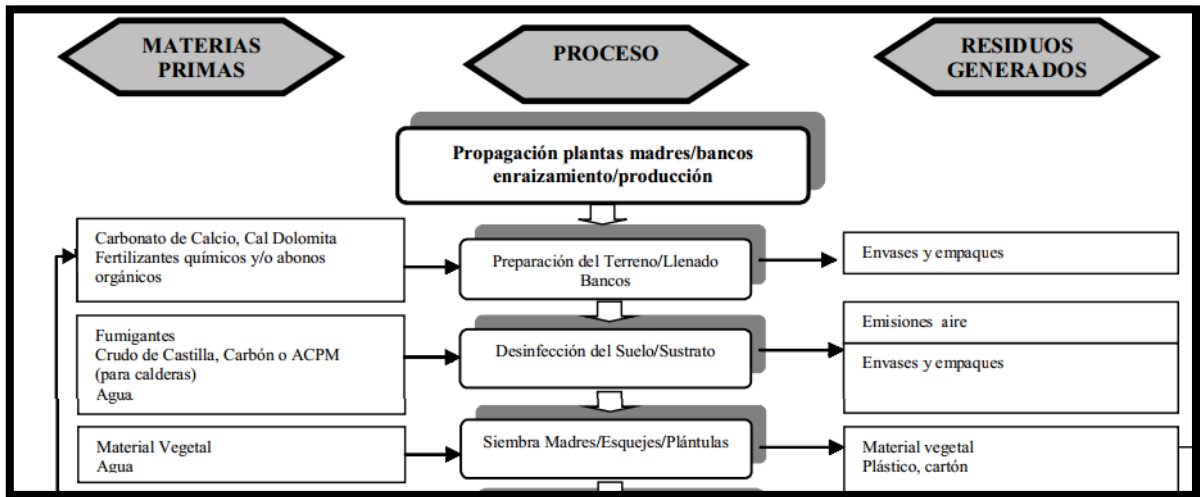 MATERIAS
PRIMAS
PROCESO
RESIDUOS
GENERADOS
Propagación plantas madres/bancos
enraizamiento/producción
Carbonato de Calcio, Cal Dolomita
Fertilizantes químicos y/o abonos
orgánicos
Preparación del Terreno/Llenado
Bancos
Envases y empaques
Fumigantes
Crudo de Castilla, Carbón o ACPM
(para calderas)
Agua
Desinfección del Suelo/Sustrato
Emisiones aire
Envases y empaques
Material Vegetal
Agua
Siembra Madres/Esquejes/Plántulas
Material vegetal
Plástico, cartón